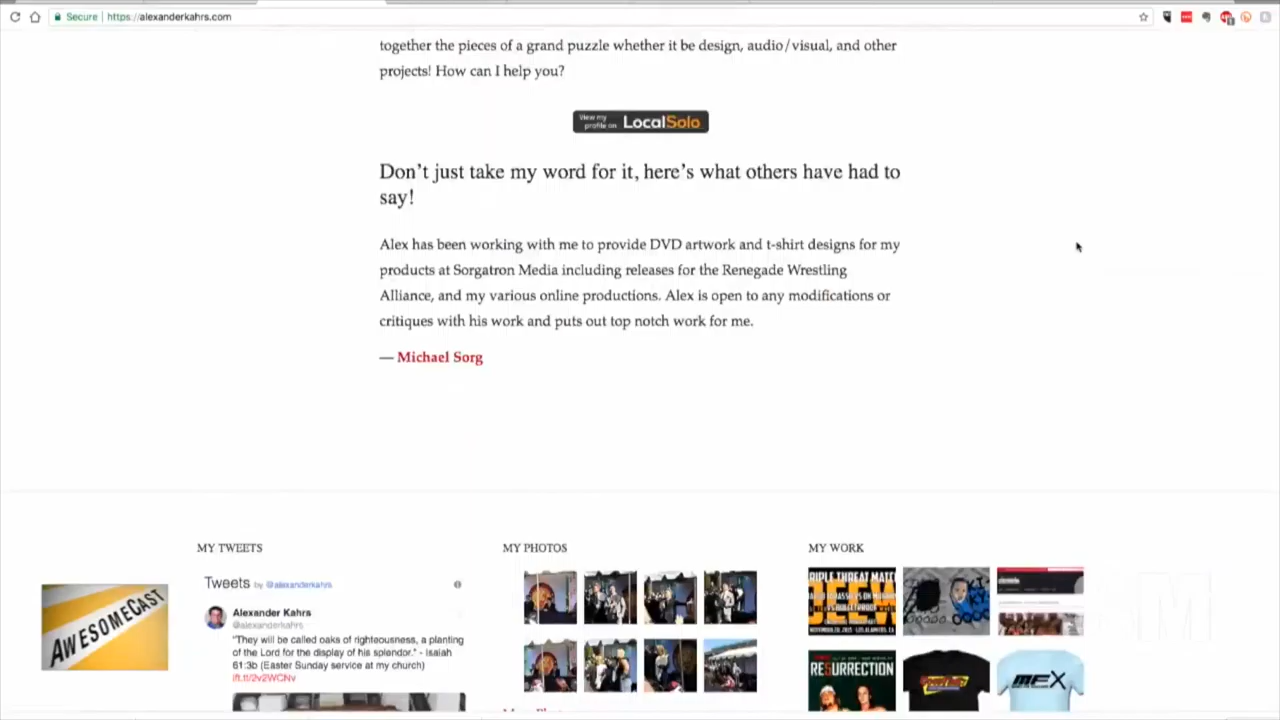 Secure
https://alexanderkahrs.com
together the pieces of a grand puzzle whether it be design, audio/visual, and other
projects! How can I help you?
View my
profile on LocalSolo
Don't just take my word for it, here's what others have had to
say!
Alex has been working with me to provide DVD artwork and t-shirt designs for my
products at Sorgatron Media including releases for the Renegade Wrestling
Alliance, and my various online productions. Alex is open to any modifications or
critiques with his work and puts out top notch work for me.
— Michael Sorg
MY TWEETS
MY PHOTOS
MY WORK
Tweets by @alexanderkahrs
Alexander Kahrs
@alexanderkahrs
"They will be called oaks of righteousness, a planting
of the Lord for the display of his splendor." - Isaiah
61:3b (Easter Sunday service at my church)
ift.tt/2v2WCNv
AWESOMECAST
TRIPLE THREAT MATCH
RESURRECTION
MFX